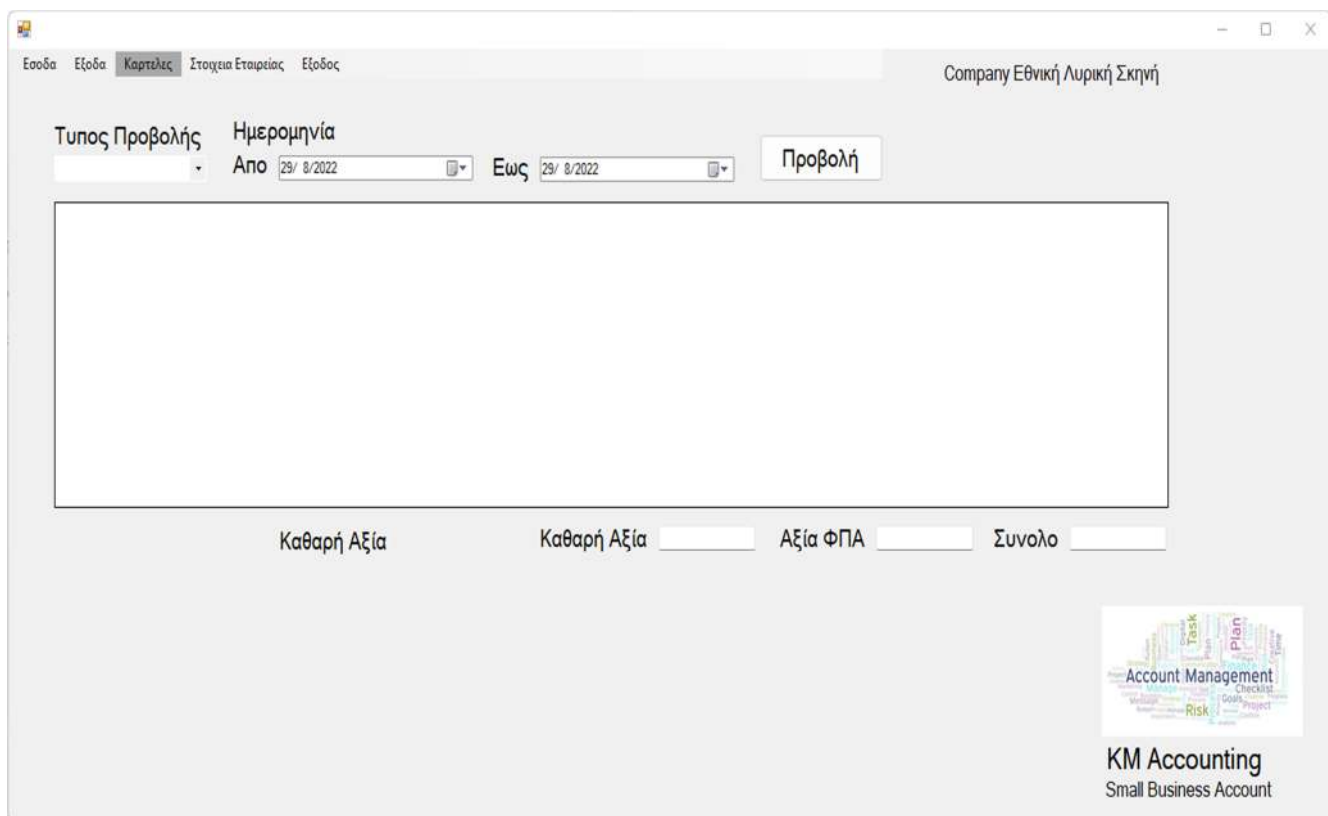 Εσοδα Εξοδα Καρτελες Στοιχεια Εταιρείας Εξοδος
Company Εθνική Λυρική Σκηνή
Τυπος Προβολής Ημερομηνία
Απο 29/ 8/2022 Εως 29/ 8/2022 Προβολή
Καθαρή Αξία Καθαρή Αξία Αξία ΦΠΑ Συνολο
Task
Plan
Account Management
Checklist
Goals
Risk Project
KM Accounting
Small Business Account